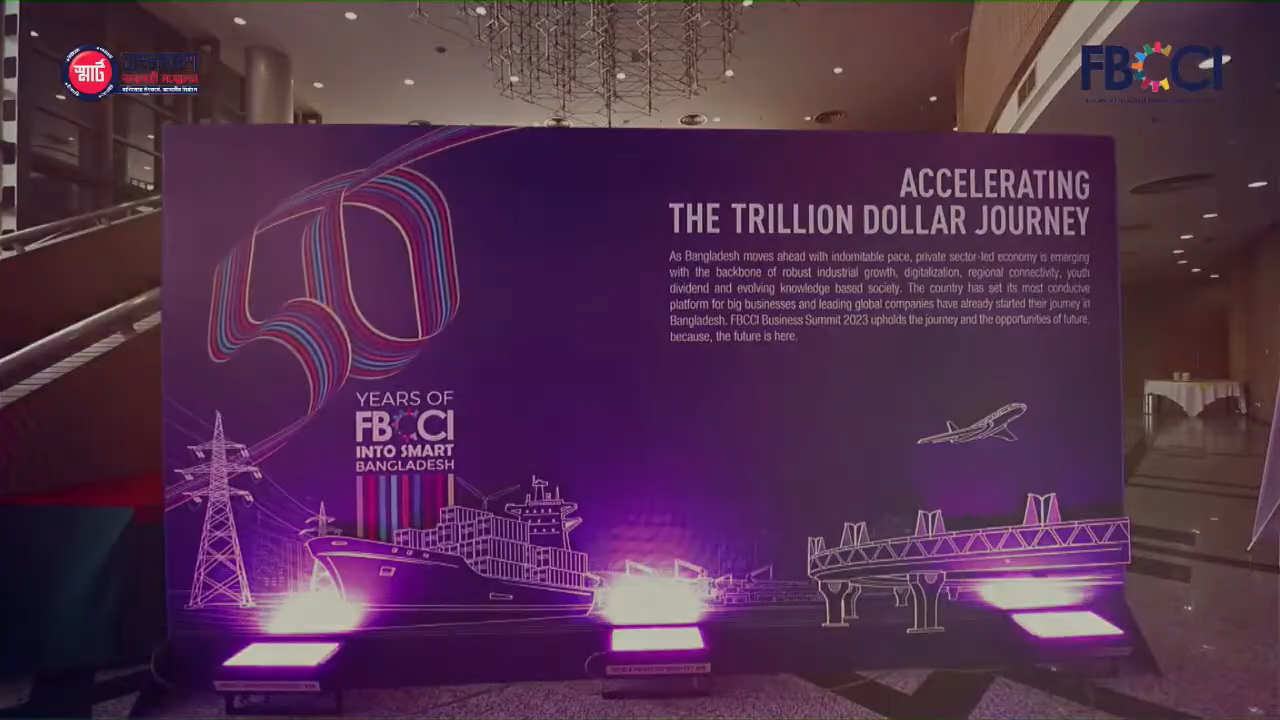 স্মার্ট
FBCCI
ACCELERATING
THE TRILLION DOLLAR JOURNEY
As Bangladesh moves ahead with indomitable pace, private sector-led economy is emerging
with the backbone of robust industrial growth, digitalization, regional connectivity, youth
dividend and evolving knowledge based society. The country has set its most conducive
platform for big businesses and leading global companies have already started their journey in
Bangladesh. FBCCI Business Summit 2023 upholds the journey and the opportunities of future,
because, the future is here.
50
YEARS OF
FBCCI
INTO SMART
BANGLADESH